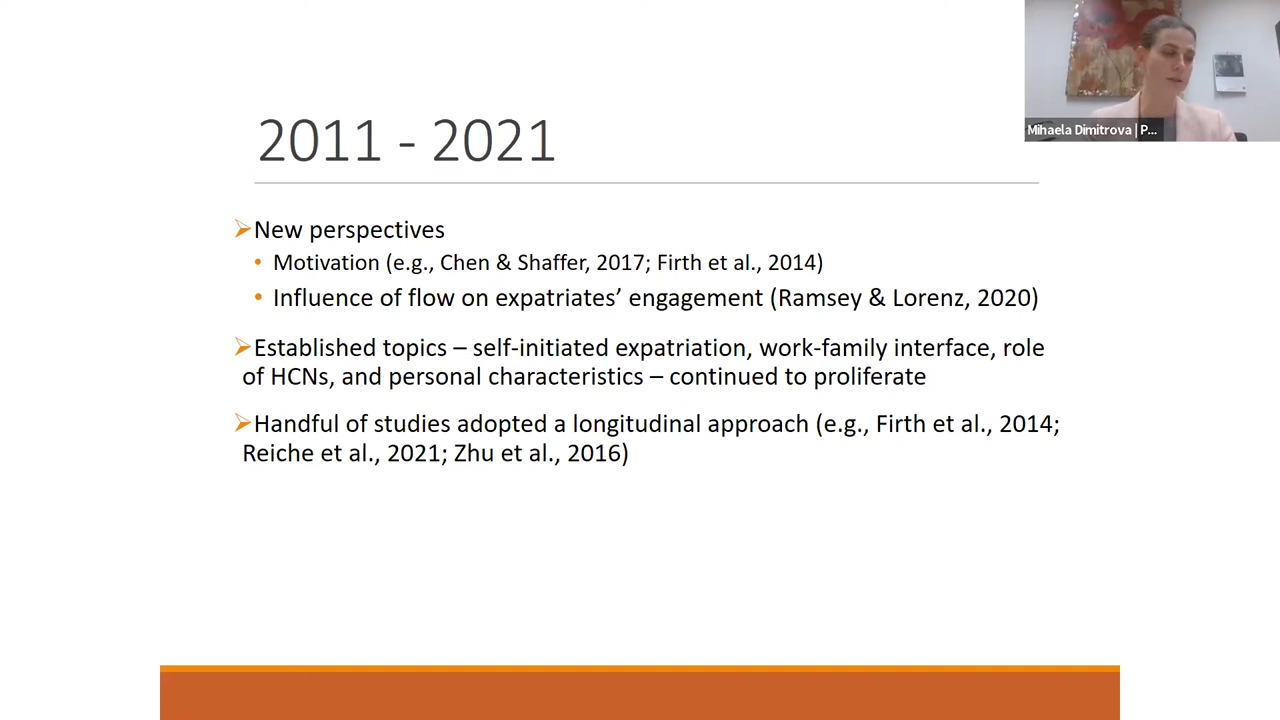 Mihaela Dimitrova | P...
2011 - 2021
New perspectives
Motivation (e.g., Chen & Shaffer, 2017; Firth et al., 2014)
Influence of flow on expatriates’ engagement (Ramsey & Lorenz, 2020)
Established topics – self-initiated expatriation, work-family interface, role
of HCNs, and personal characteristics – continued to proliferate
Handful of studies adopted a longitudinal approach (e.g., Firth et al., 2014;
Reiche et al., 2021; Zhu et al., 2016)